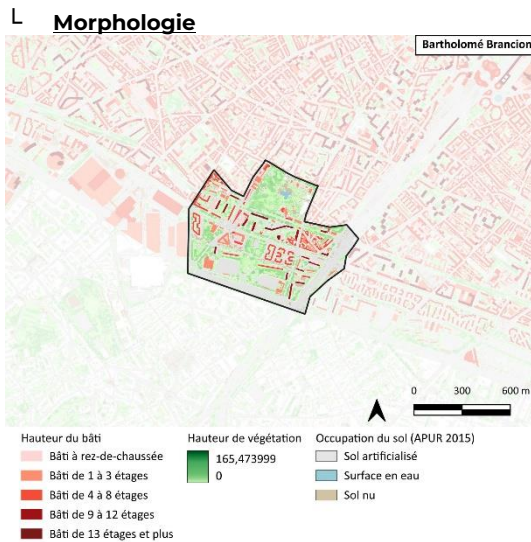 L
Morphologie
Bartholomé Brancion
0 300 600 m
Hauteur du bâti
Bâti à rez-de-chaussée
Bâti de 1 à 3 étages
Bâti de 4 à 8 étages
Bâti de 9 à 12 étages
Bâti de 13 étages et plus
Hauteur de végétation
165,473999
0
Occupation du sol (APUR 2015)
Sol artificialisé
Surface en eau
Sol nu